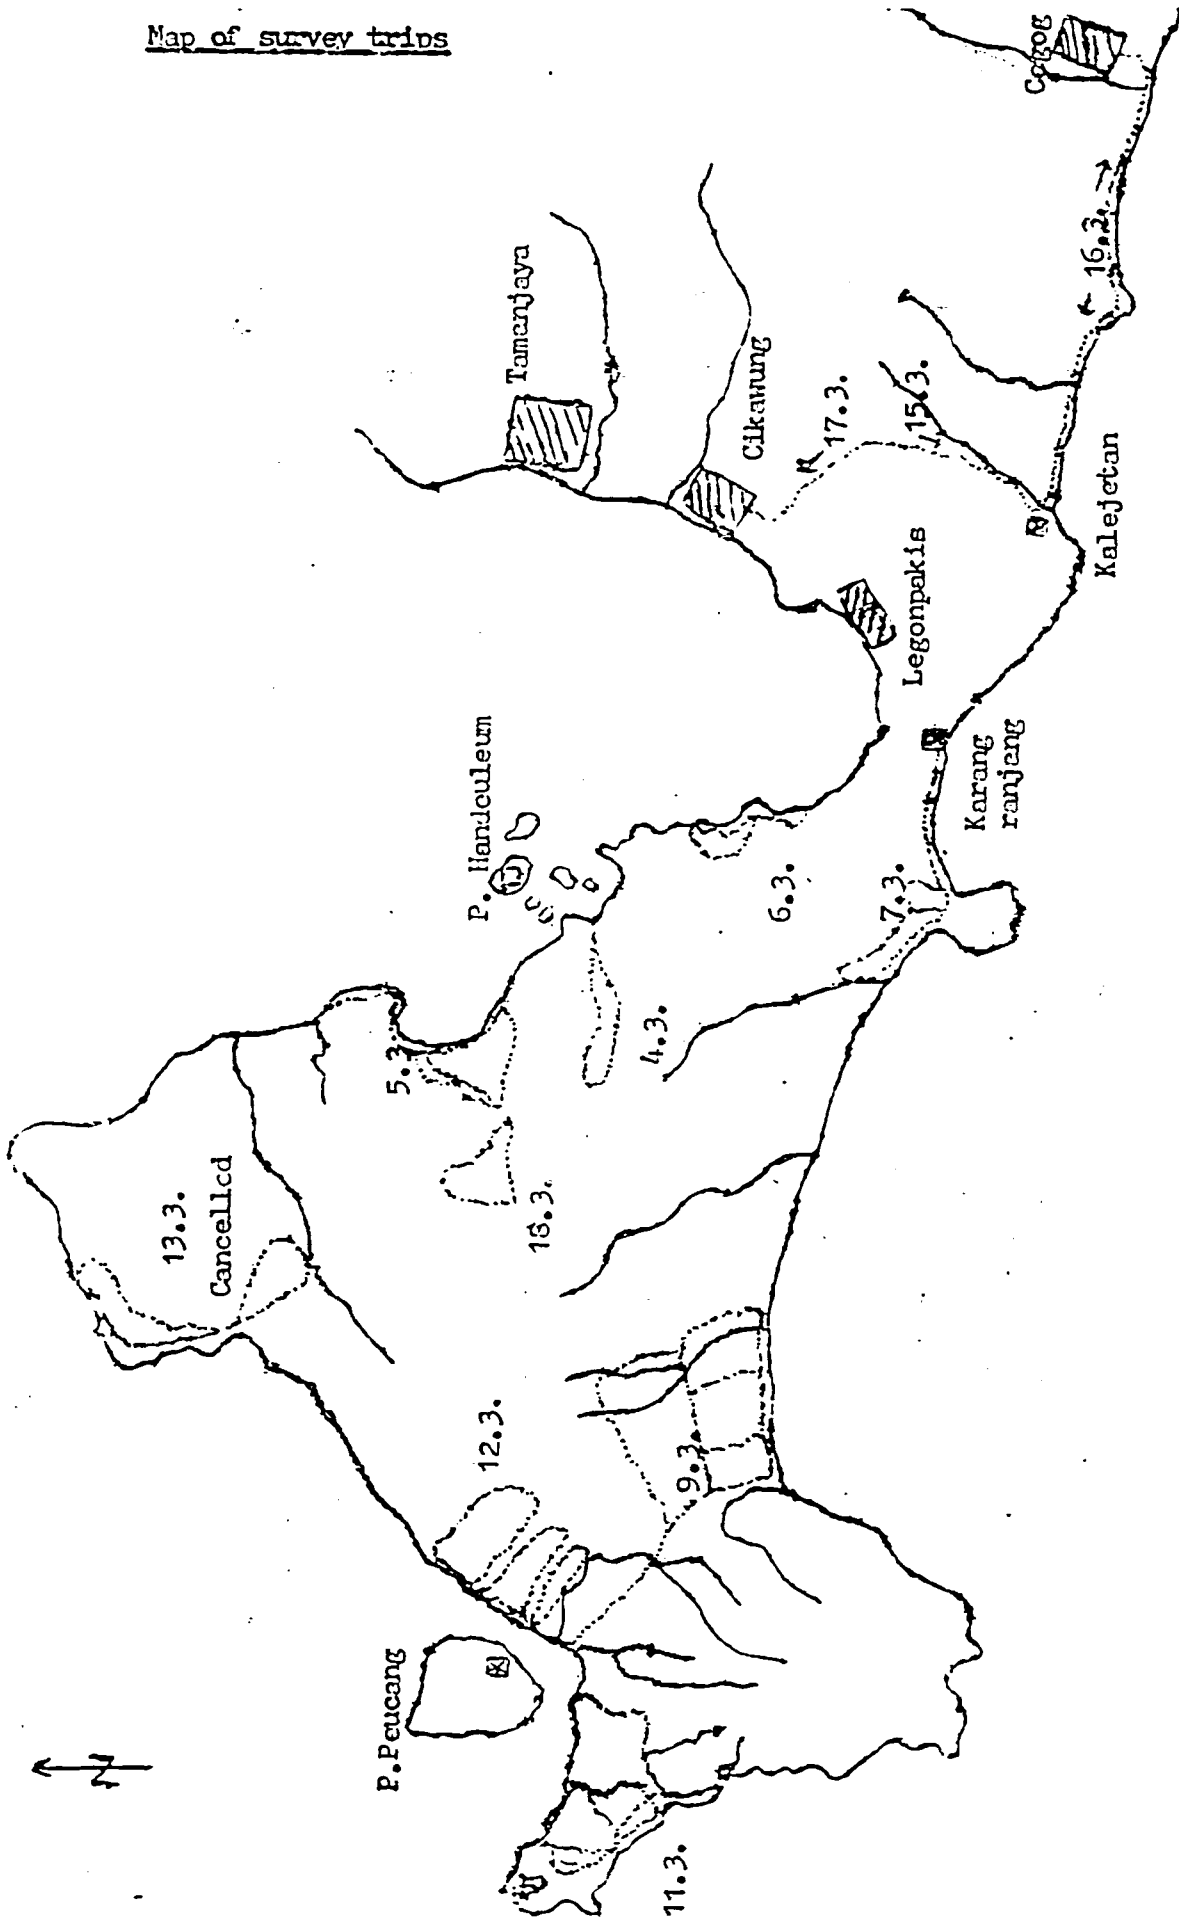 Map of survey trips
Cegog
16.3.
Tamanjaya
Cikawung
17.3.
15.3.
Kalejetan
Legonpakis
Karang
ranjang
P. Handeuleum
6.3.
7.3.
4.3.
5.3.
18.3.
13.3.
Cancelled
12.3.
9.3.
P.Peucang
11.3.
N